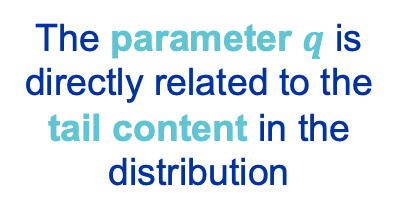 The parameter q is
directly related to the
tail content in the
distribution